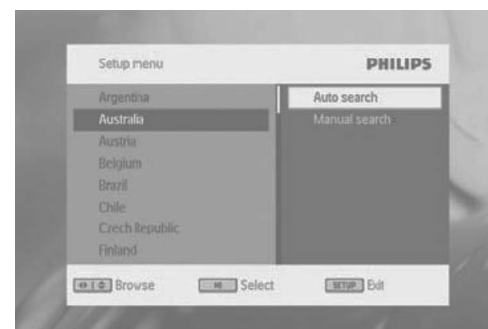 Setup menu PHILIPS
Argentina Auto search
Australia Manual search
Austria
Belgium
Brazil
Chile
Czech Republic
Finland
Browse Select SETUP Exit